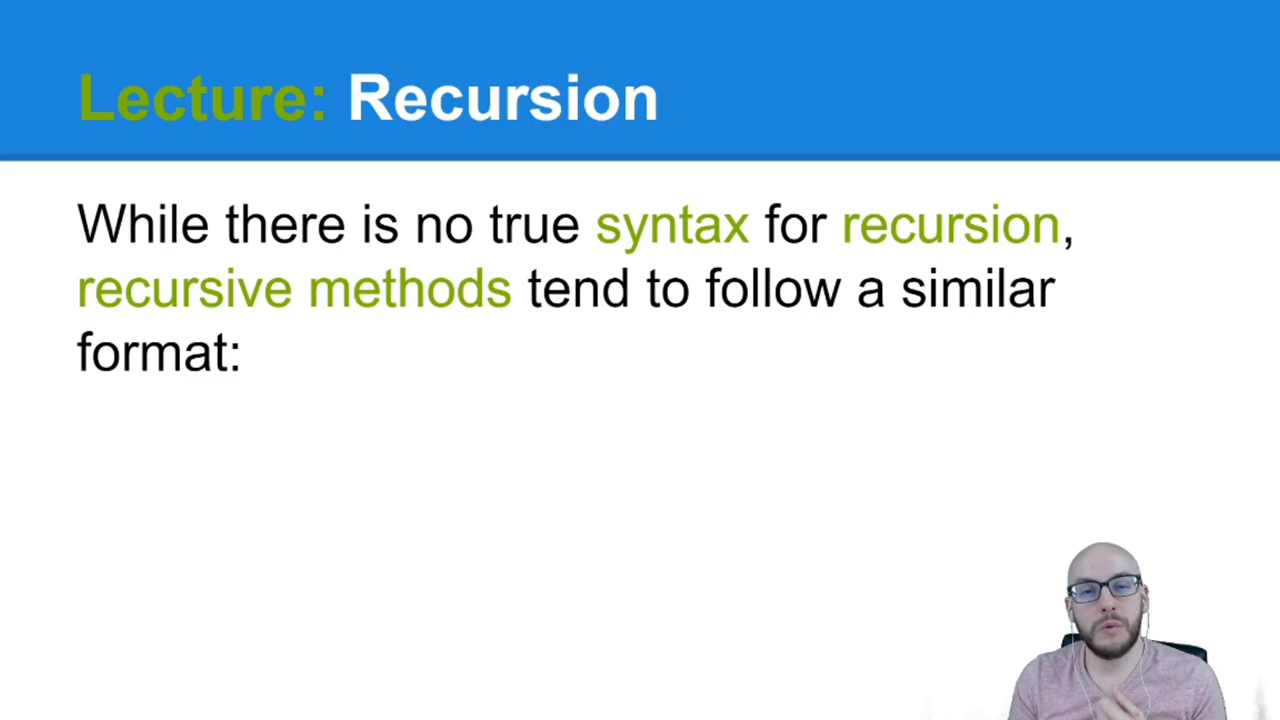 Lecture: Recursion
While there is no true syntax for recursion,
recursive methods tend to follow a similar
format: